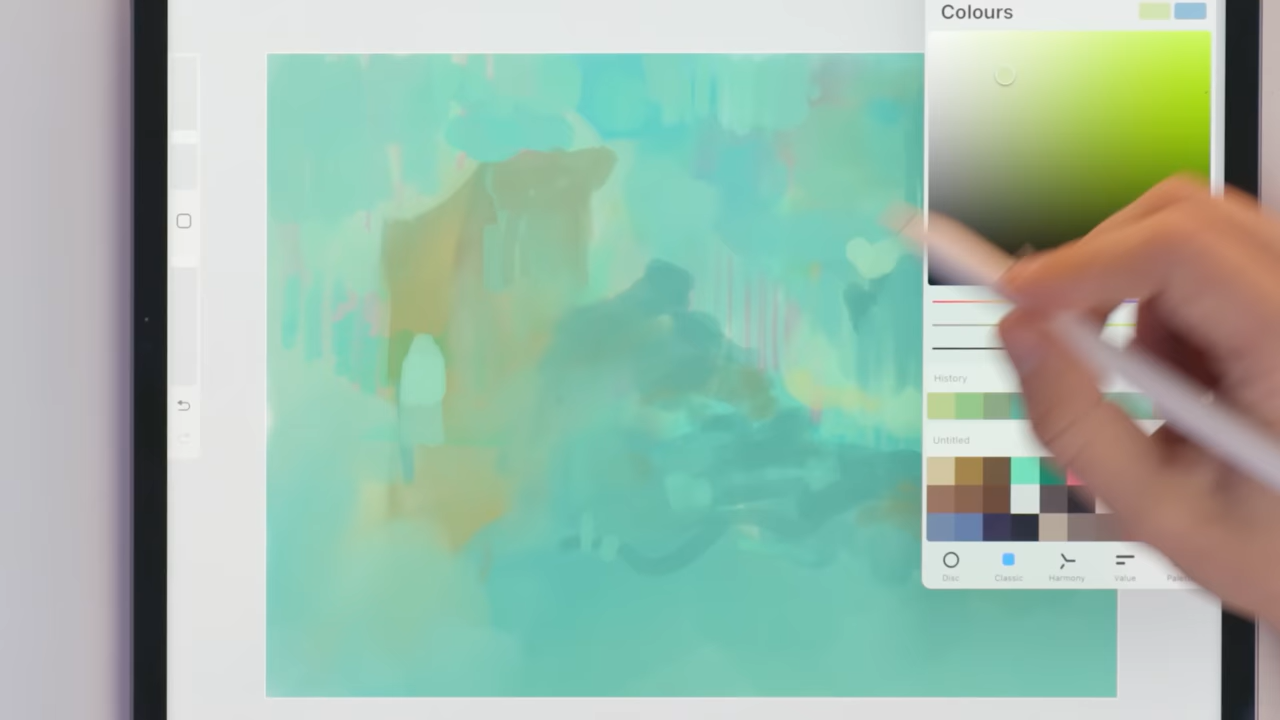 Colours
History
Untitled
Disc
Classic
Harmony
Value